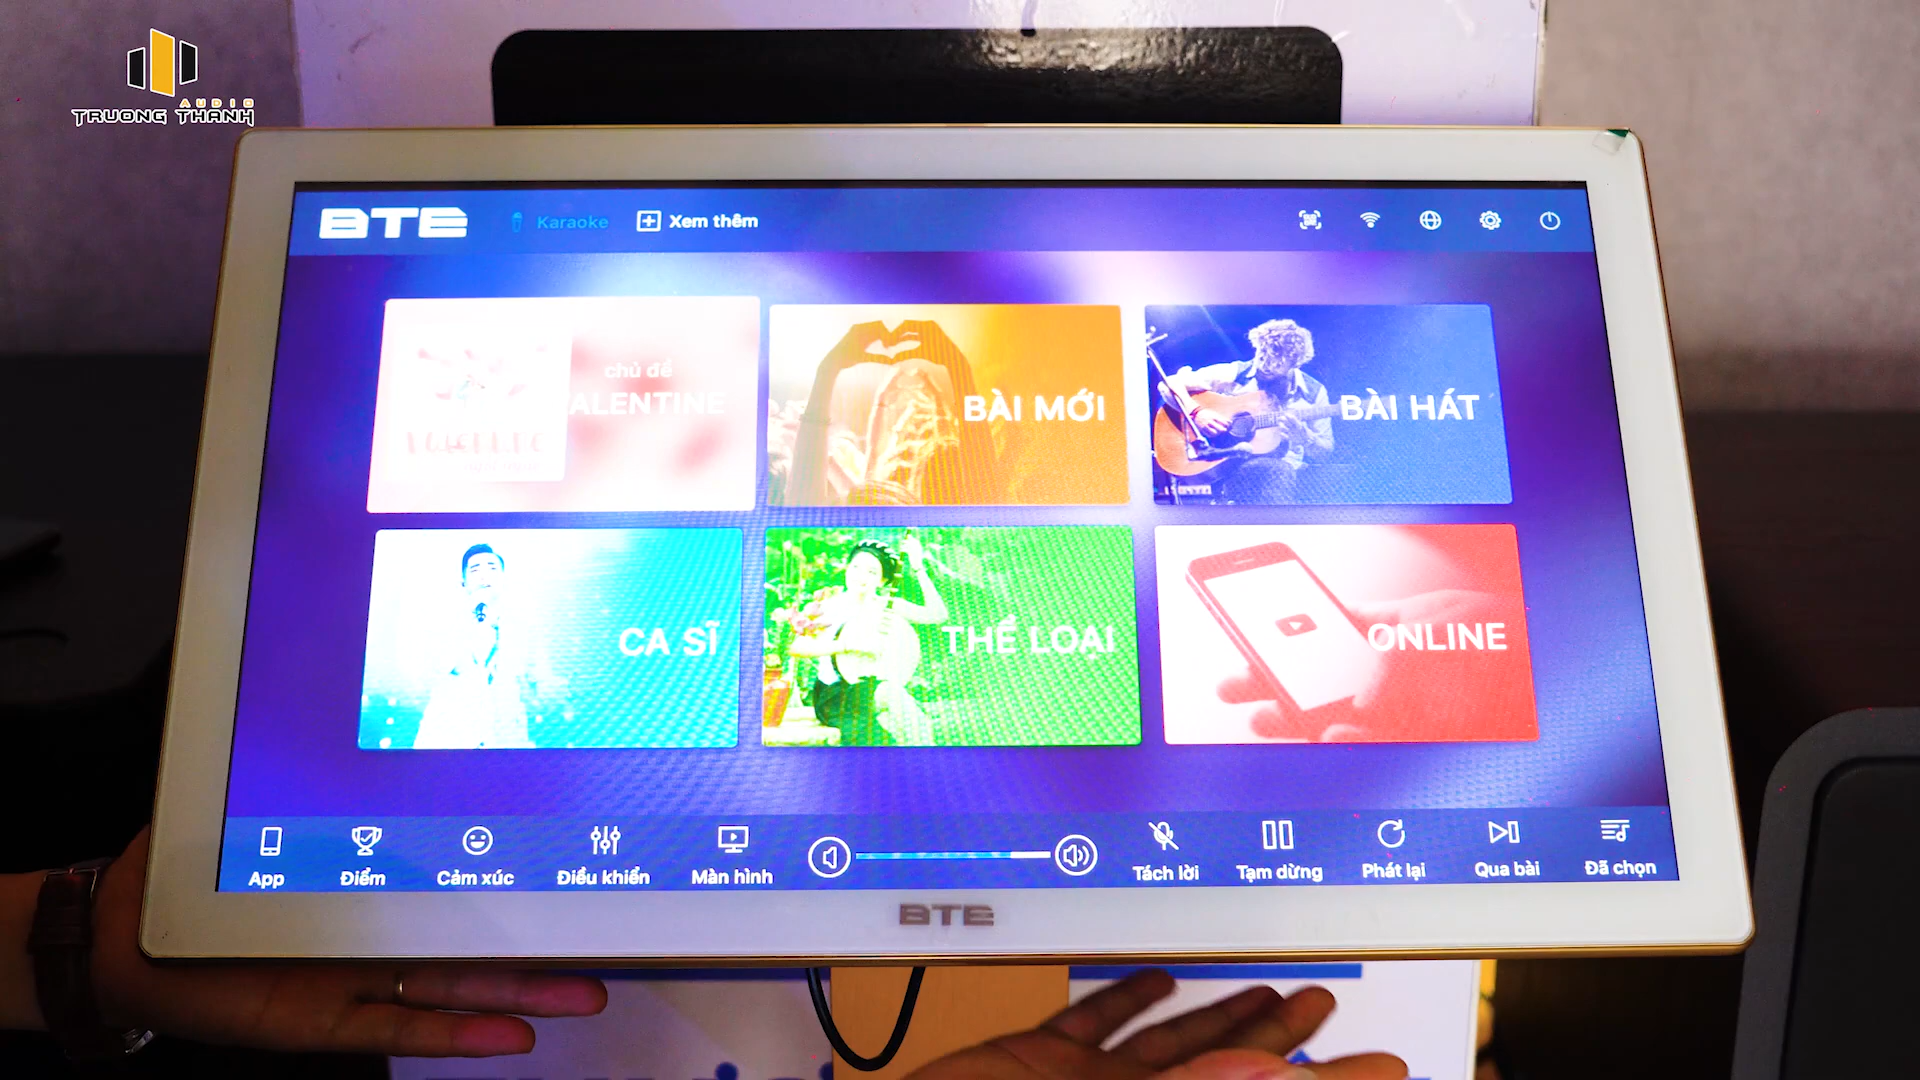 AUDIO
TRUONG THANH
BTE Karaoke Xem thêm
chủ đề
VALENTINE
BÀI MỚI
BÀI HÁT
CA SĨ
THỂ LOẠI
ONLINE
App Điểm Cảm xúc Điều khiển Màn hình Tách lời Tạm dừng Phát lại Qua bài Đã chọn
BTE